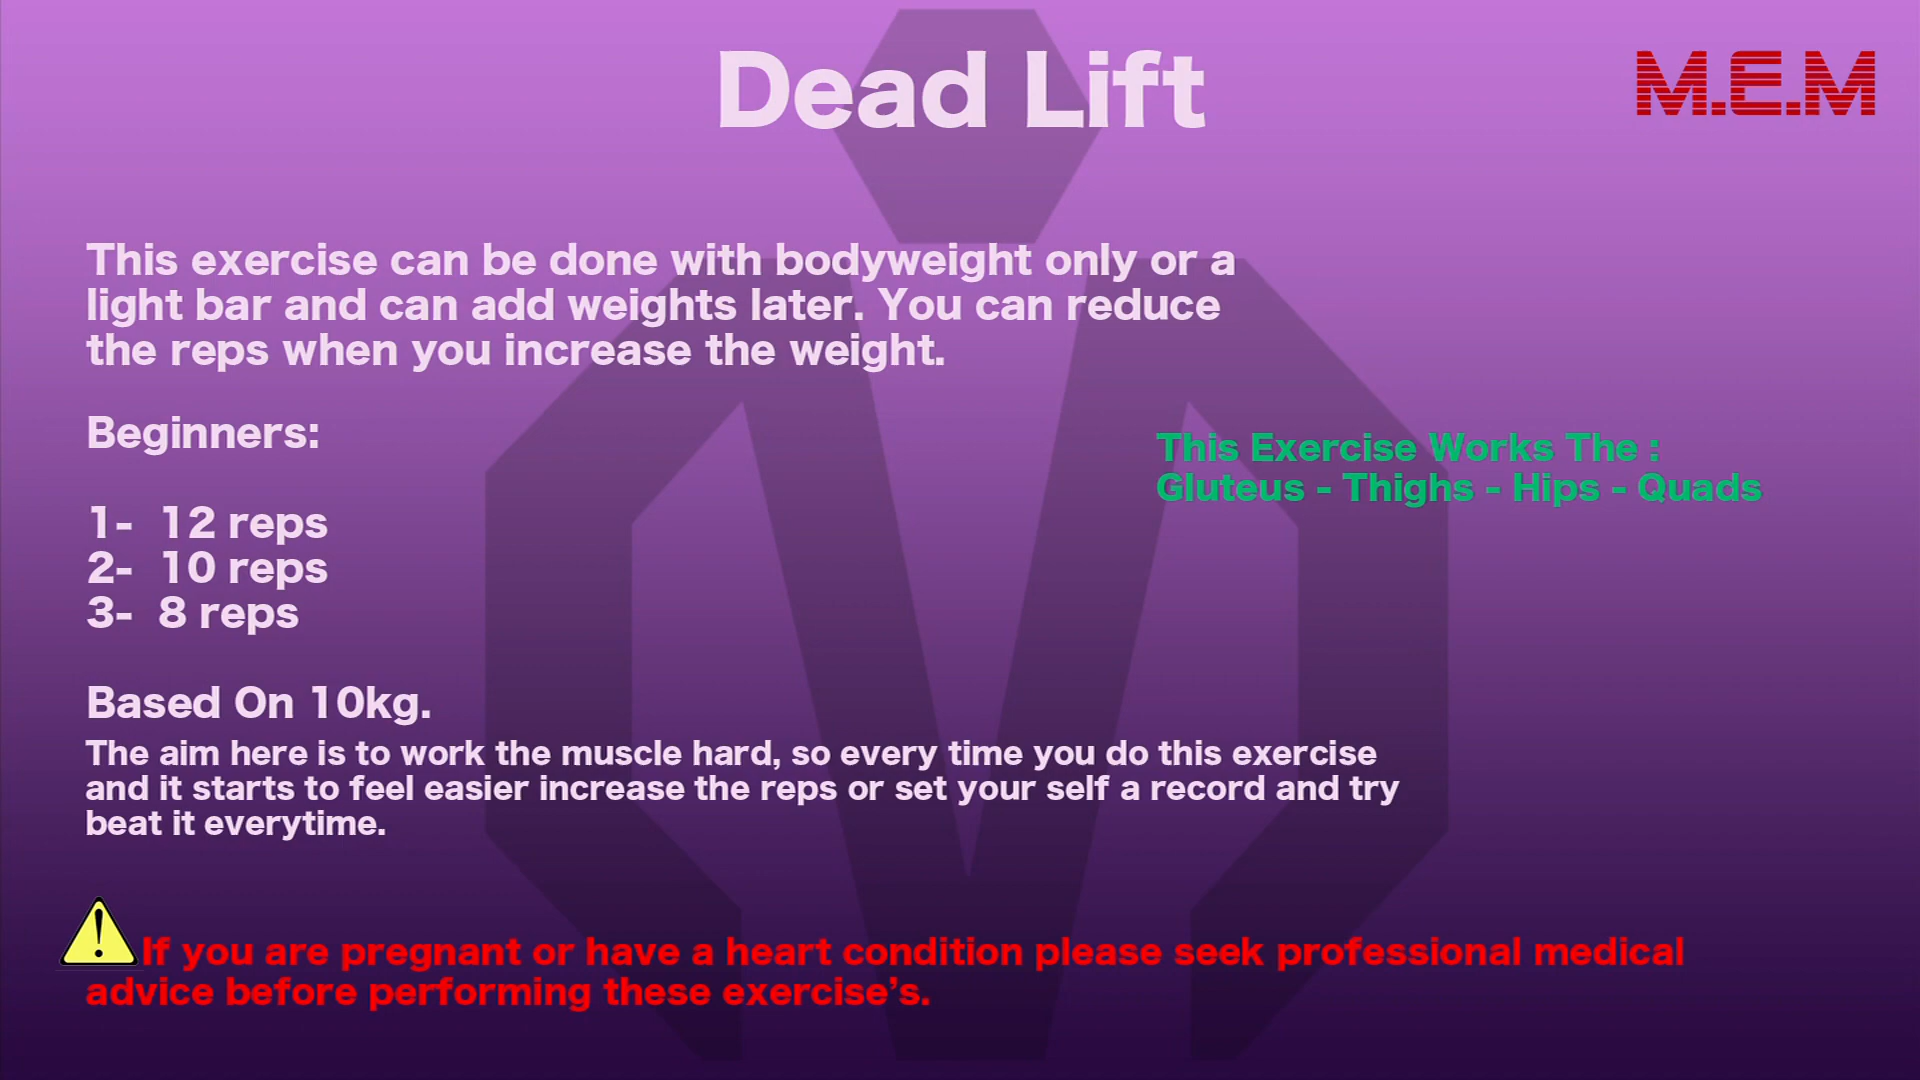 Dead Lift
M.E.M
This exercise can be done with bodyweight only or a
light bar and can add weights later. You can reduce
the reps when you increase the weight.
Beginners:
1- 12 reps
2- 10 reps
3- 8 reps
This Exercise Works The :
Gluteus - Thighs - Hips - Quads
Based On 10kg.
The aim here is to work the muscle hard, so every time you do this exercise
and it starts to feel easier increase the reps or set your self a record and try
beat it everytime.
If you are pregnant or have a heart condition please seek professional medical
advice before performing these exercise’s.